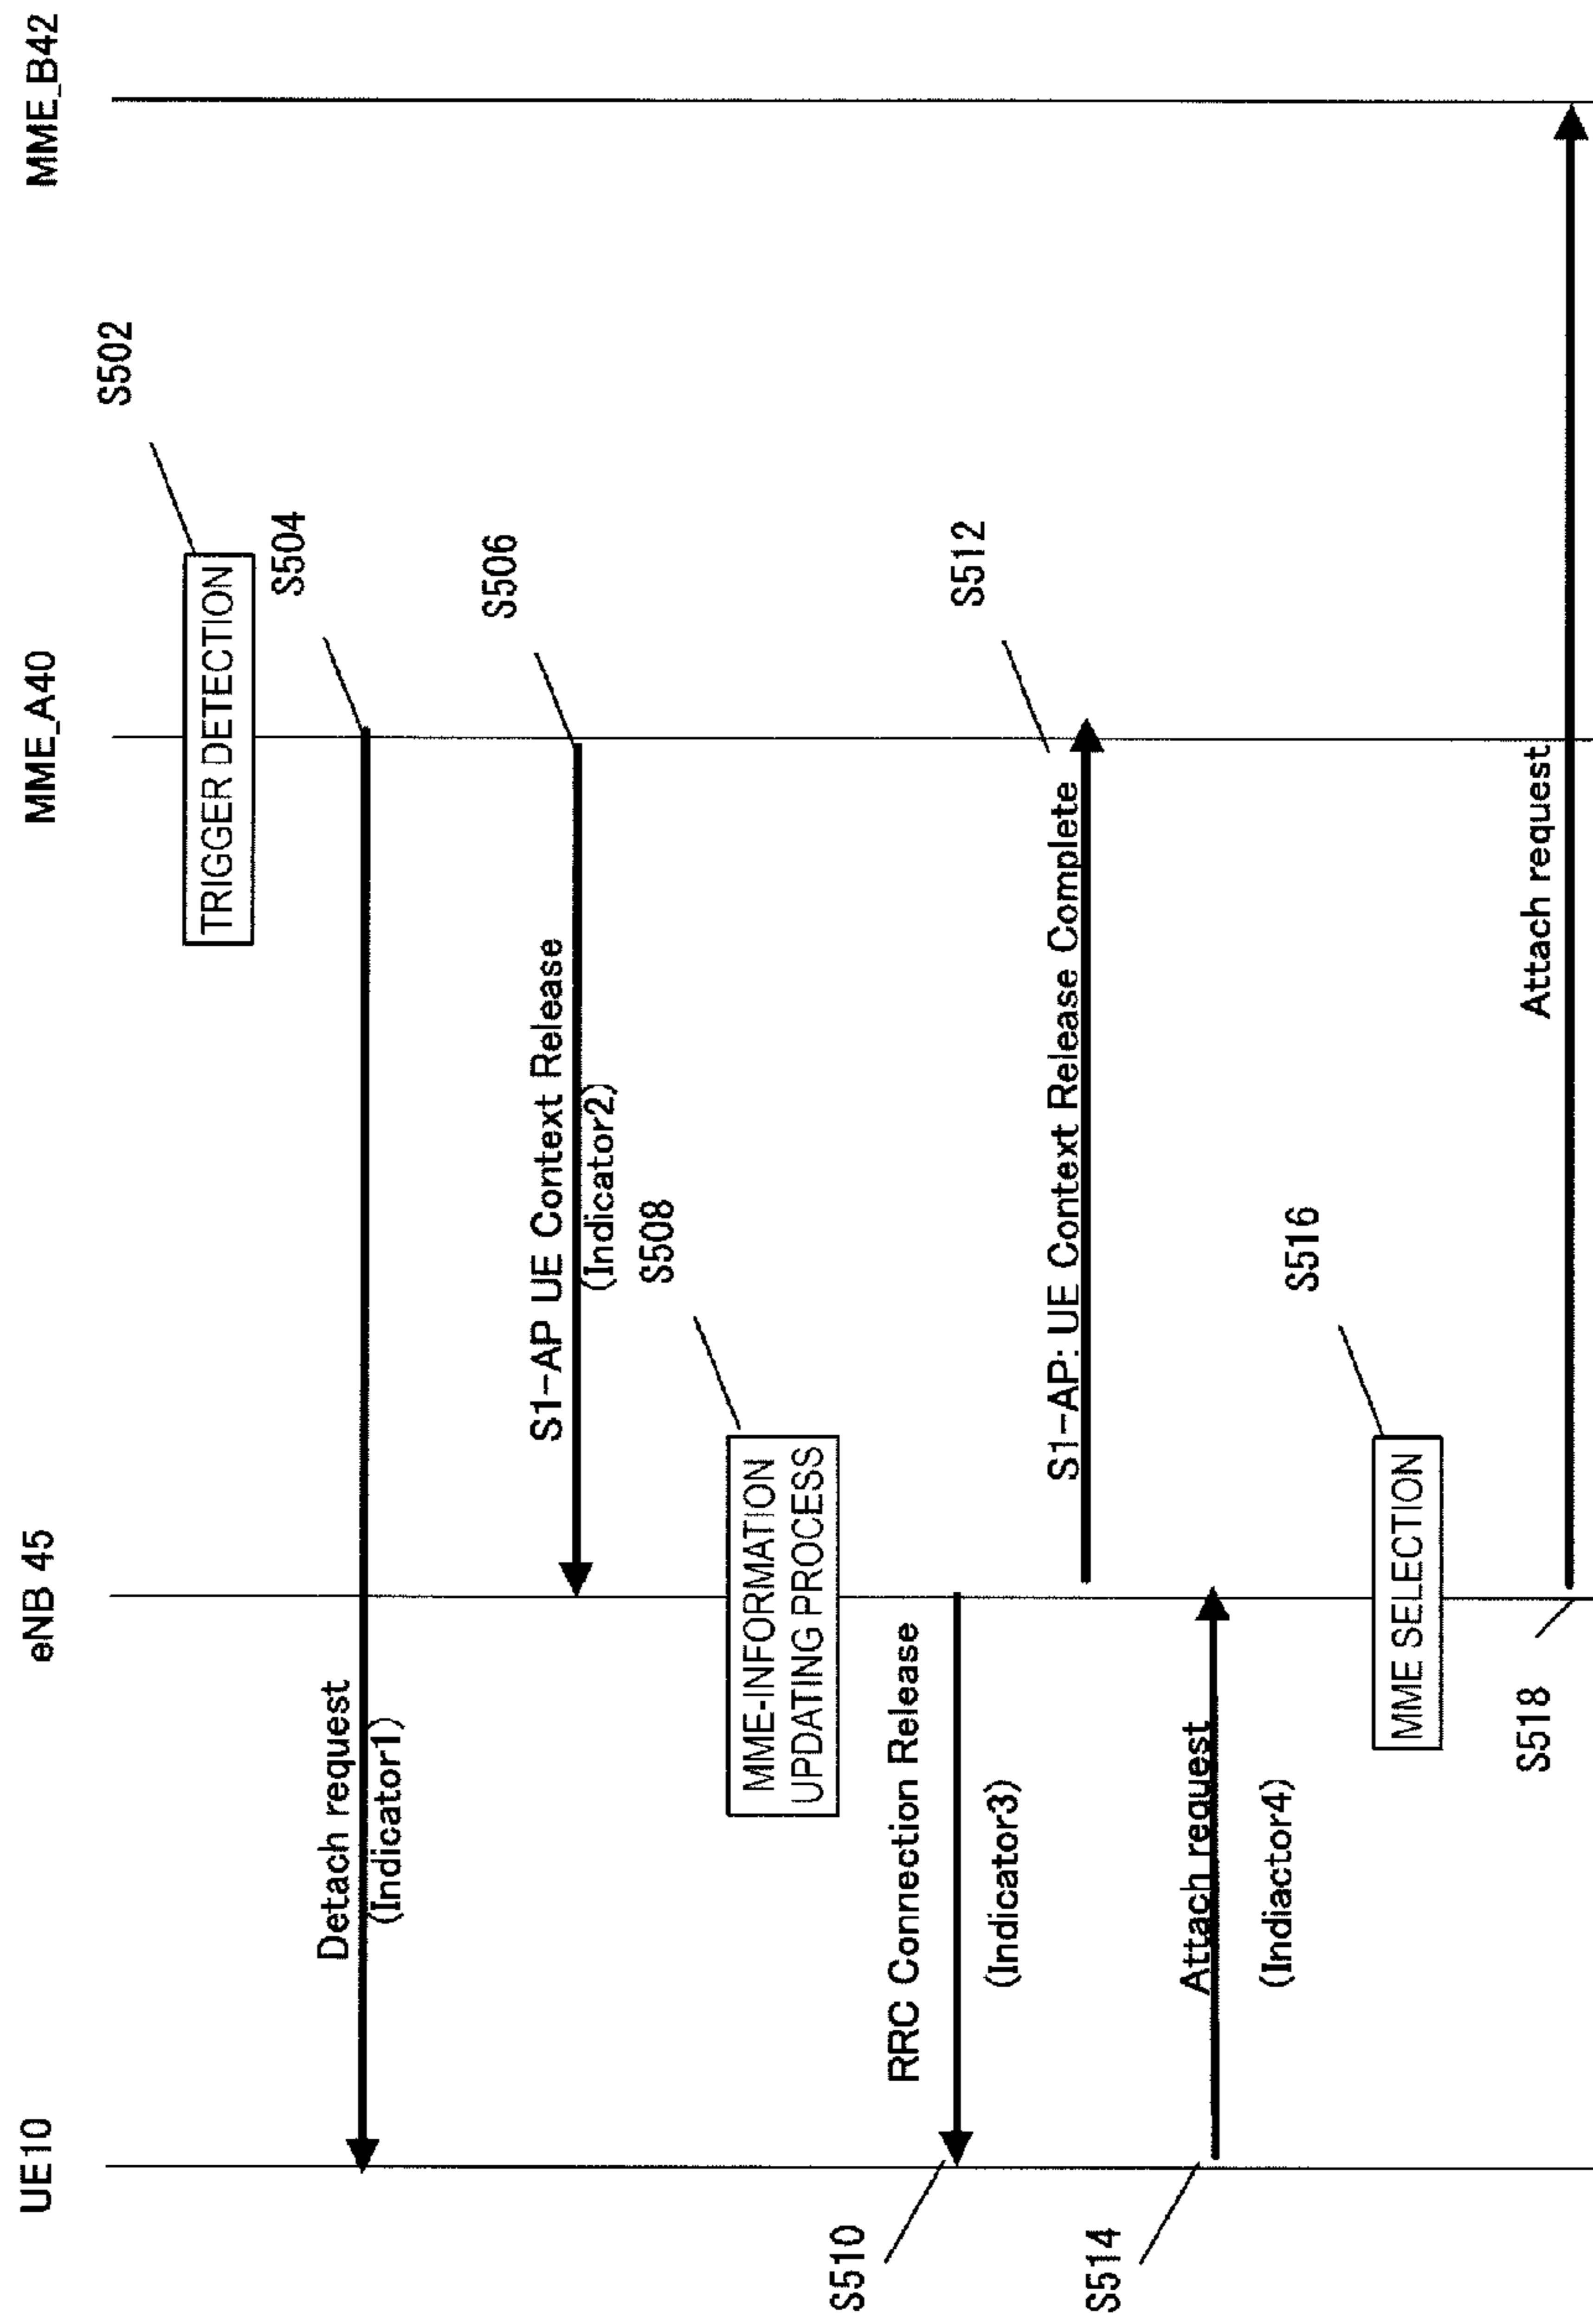 UE10
eNB 45
MME_A40
MME_B42
TRIGGER DETECTION
S502
S504
Detach request
(Indicator1)
S506
S1-AP UE Context Release
(Indicator2)
S508
MME-INFORMATION
UPDATING PROCESS
S510
RRC Connection Release
(Indicator3)
S512
S1-AP: UE Context Release Complete
S514
Attach request
(Indiactor4)
S516
MME SELECTION
S518
Attach request